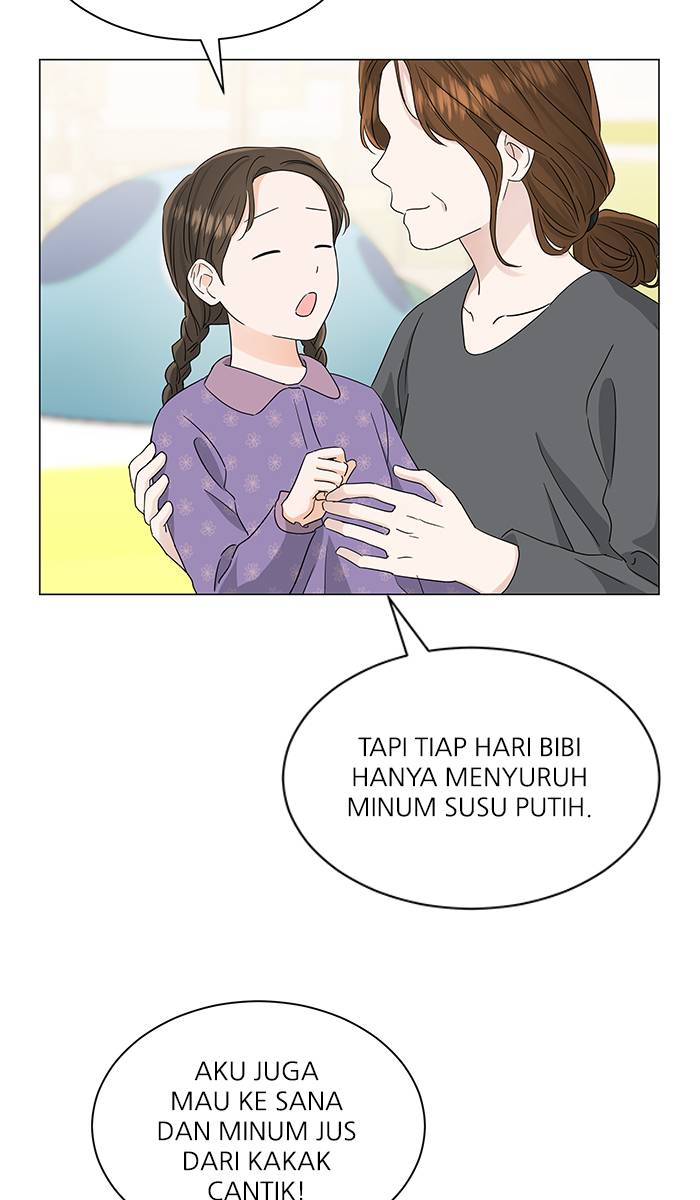 TAPI TIAP HARI BIBI
HANYA MENYURUH
MINUM SUSU PUTIH.
AKU JUGA
MAU KE SANA
DAN MINUM JUS
DARI KAKAK
CANTIK!